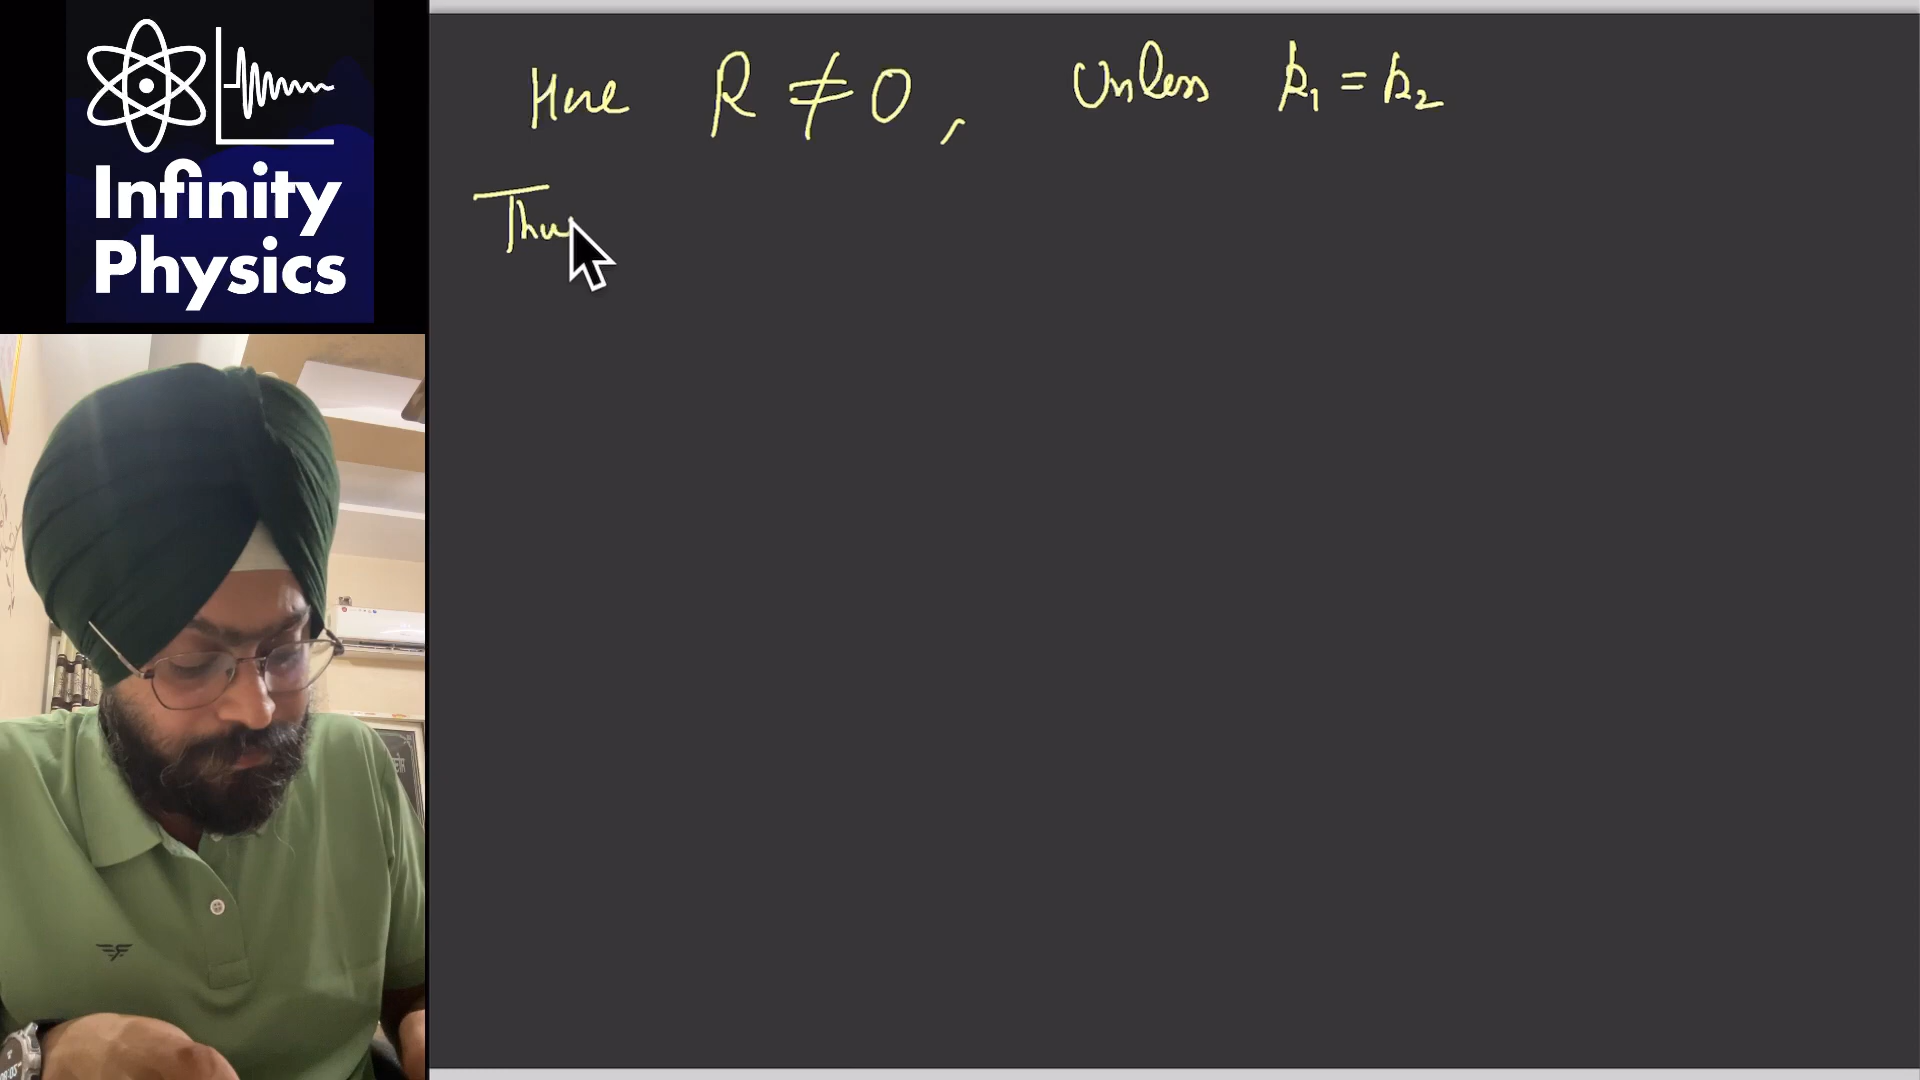 Infinity
Physics
Here R ≠ 0, Unless k₁ = k₂
Thu